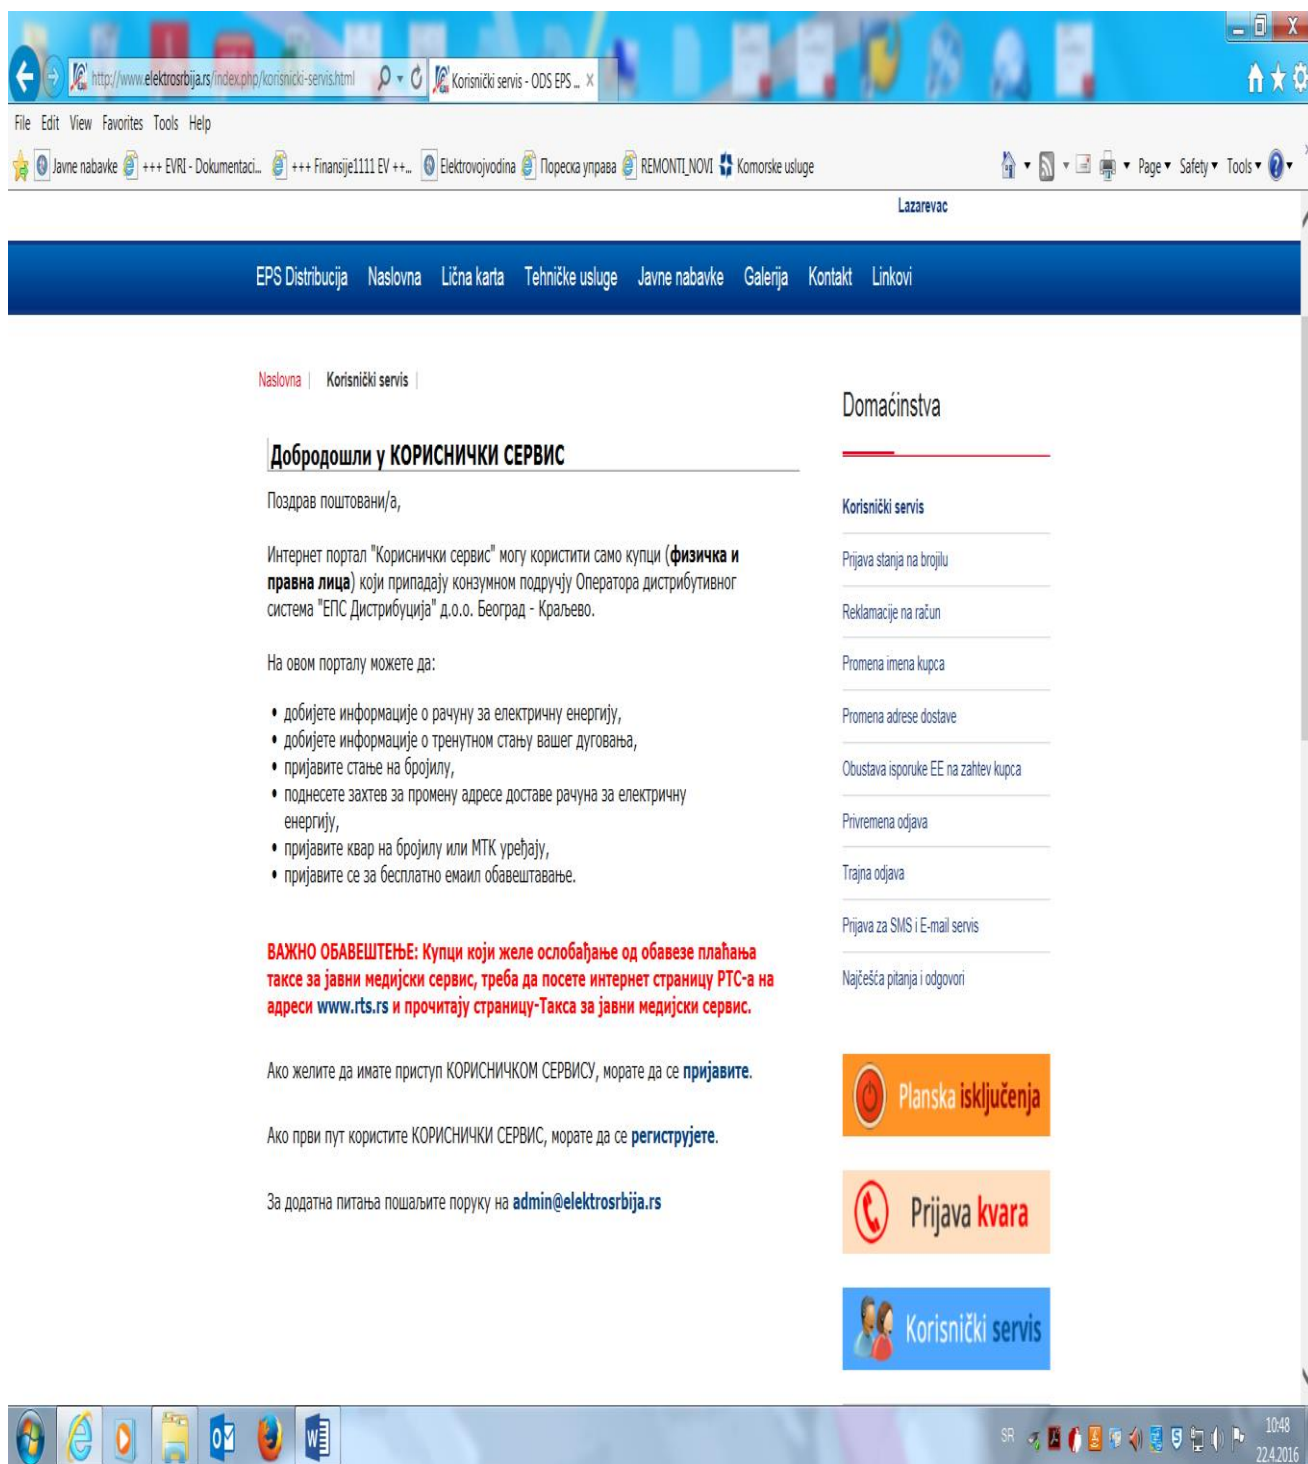 http://www.elektrosrbija.rs/index.php/korisnicki-servis.html
Korisnički servis - ODS EPS ...
File Edit View Favorites Tools Help
Javne nabavke +++ EVRI - Dokumentaci... +++ Finansije1111 EV ++... Elektrovojvodina Пореска управа REMONTI_NOVI Komorske usluge Page Safety Tools
Lazarevac
EPS Distribucija Naslovna Lična karta Tehničke usluge Javne nabavke Galerija Kontakt Linkovi
Naslovna | Korisnički servis |
Добродошли у КОРИСНИЧКИ СЕРВИС
Поздрав поштовани/а,
Интернет портал "Кориснички сервис" могу користити само купци (физичка и
правна лица) који припадају конзумном подручју Оператора дистрибутивног
система "ЕПС Дистрибуција" д.о.о. Београд - Краљево.
На овом порталу можете да:
• добијете информације о рачуну за електричну енергију,
• добијете информације о тренутном стању вашег дуговања,
• пријавите стање на бројилу,
• поднесете захтев за промену адресе доставе рачуна за електричну
енергију,
• пријавите квар на бројилу или МТК уређају,
• пријавите се за бесплатно емаил обавештавање.
ВАЖНО ОБАВЕШТЕЊЕ: Купци који желе ослобађање од обавезе плаћања
таксе за јавни медијски сервис, треба да посете интернет страницу РТС-а на
адреси www.rts.rs и прочитају страницу-Такса за јавни медијски сервис.
Ако желите да имате приступ КОРИСНИЧКОМ СЕРВИСУ, морате да се пријавите.
Ако први пут користите КОРИСНИЧКИ СЕРВИС, морате да се региструјете.
За додатна питања пошаљите поруку на admin@elektrosrbija.rs
Domaćinstva
Korisnički servis
Prijava stanja na brojilu
Reklamacije na račun
Promena imena kupca
Promena adrese dostave
Obustava isporuke EE na zahtev kupca
Privremena odjava
Trajna odjava
Prijava za SMS i E-mail servis
Najčešća pitanja i odgovori
Planska isključenja
Prijava kvara
Korisnički servis
SR
10:48
22.4.2016